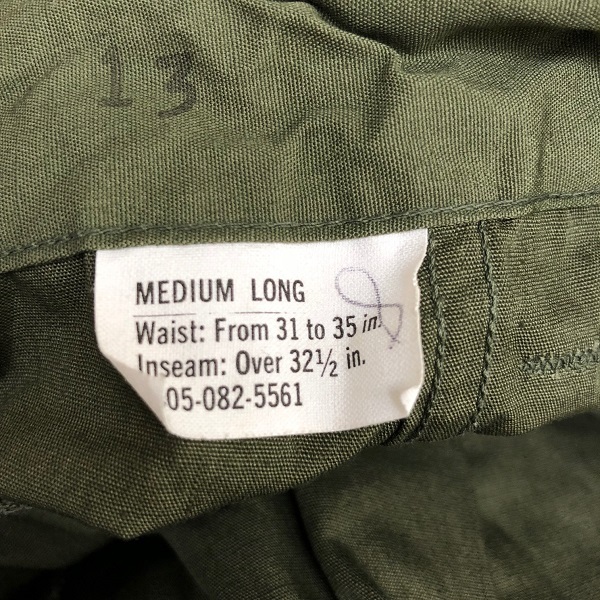 13
MEDIUM LONG
Waist: From 31 to 35 in.
Inseam: Over 32½ in.
05-082-5561